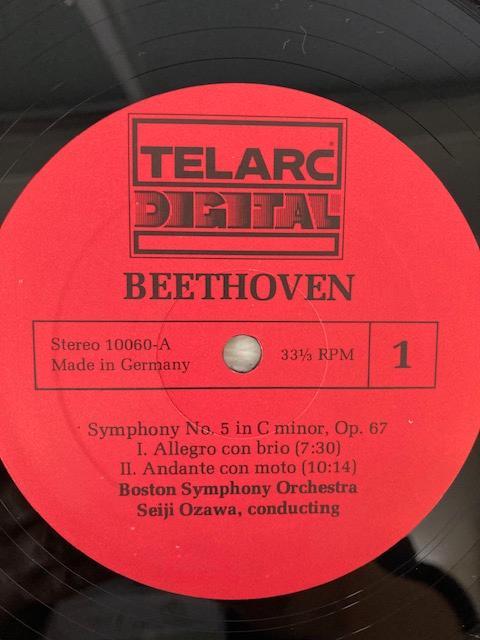 TELARC
DIGITAL
BEETHOVEN
Stereo 10060-A
Made in Germany
33⅓ RPM
1
Symphony No. 5 in C minor, Op. 67
I. Allegro con brio (7:30)
II. Andante con moto (10:14)
Boston Symphony Orchestra
Seiji Ozawa, conducting